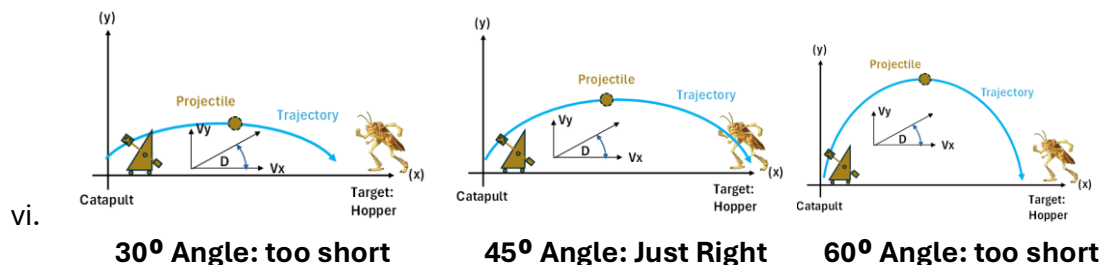 (y)
Projectile
Trajectory
Vy
D
Vx
(x)
Catapult
Target:
Hopper
(y)
Projectile
Trajectory
Vy
D
Vx
(x)
Catapult
Target:
Hopper
(y)
Projectile
Trajectory
Vy
D
Vx
(x)
Catapult
Target:
Hopper
vi.
30⁰ Angle: too short
45⁰ Angle: Just Right
60⁰ Angle: too short